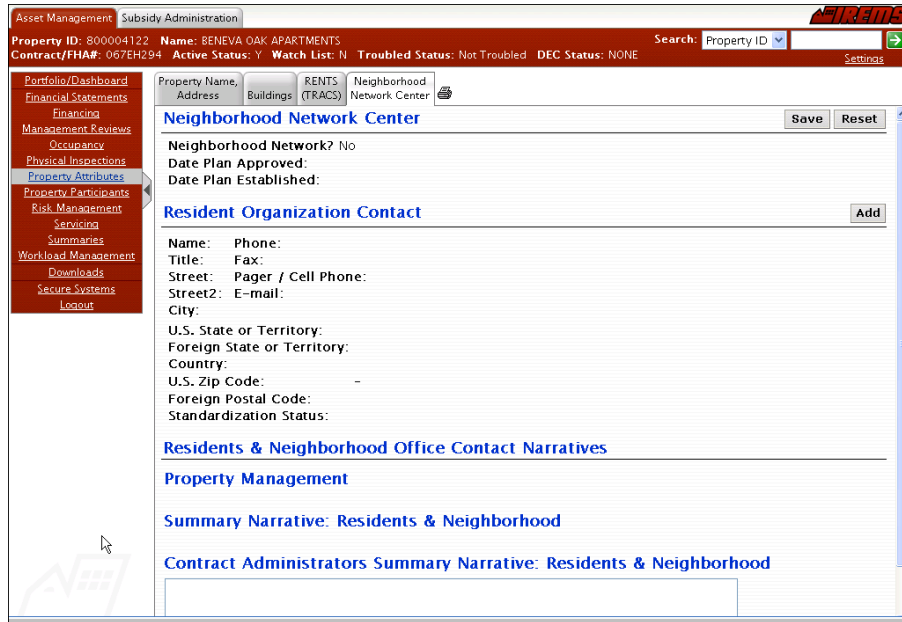 Asset Management Subsidy Administration
iREMS
Property ID: 800004122 Name: BENEVA OAK APARTMENTS Search: Property ID
Contract/FHA#: 067EH294 Active Status: Y Watch List: N Troubled Status: Not Troubled DEC Status: NONE Settings
Portfolio/Dashboard
Financial Statements
Financing
Management Reviews
Occupancy
Physical Inspections
Property Attributes
Property Participants
Risk Management
Servicing
Summaries
Workload Management
Downloads
Secure Systems
Logout
Property Name, Address Buildings RENTS (TRACS) Neighborhood Network Center
Neighborhood Network Center Save Reset
Neighborhood Network? No
Date Plan Approved:
Date Plan Established:
Resident Organization Contact Add
Name: Phone:
Title: Fax:
Street: Pager / Cell Phone:
Street2: E-mail:
City:
U.S. State or Territory:
Foreign State or Territory:
Country:
U.S. Zip Code: -
Foreign Postal Code:
Standardization Status:
Residents & Neighborhood Office Contact Narratives
Property Management
Summary Narrative: Residents & Neighborhood
Contract Administrators Summary Narrative: Residents & Neighborhood